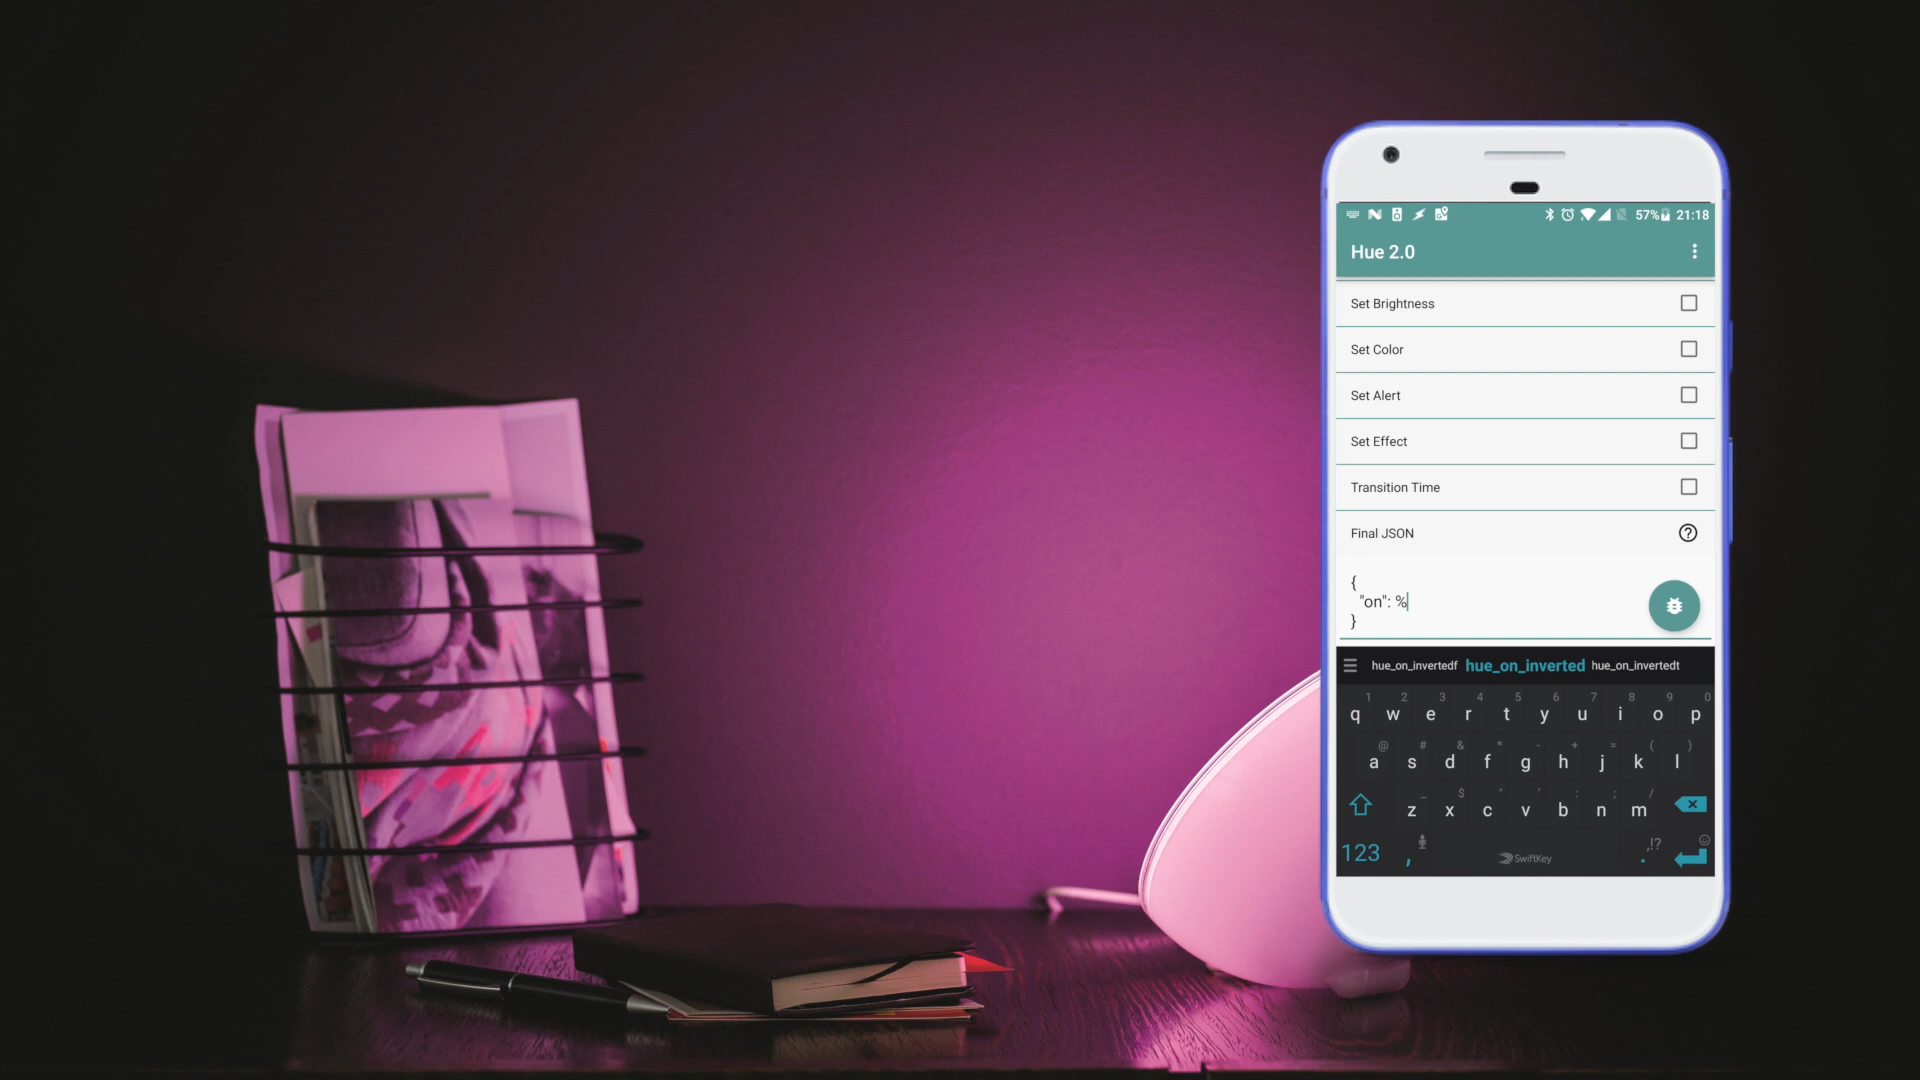 57% 21:18
Hue 2.0
Set Brightness
Set Color
Set Alert
Set Effect
Transition Time
Final JSON
{
"on": %
}
hue_on_invertedf hue_on_inverted hue_on_invertedt
1 2 3 4 5 6 7 8 9 0
q w e r t y u i o p
@ # & * - + = ( )
a s d f g h j k l
_ $ " ' : ; /
z x c v b n m
123 , SwiftKey . ,!?